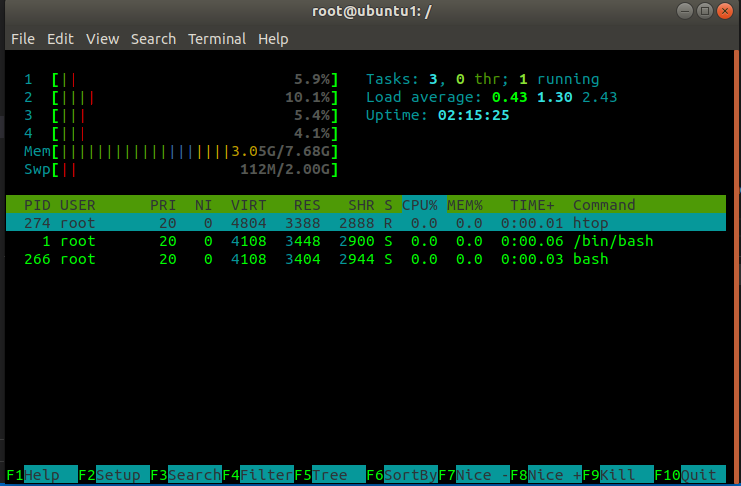 root@ubuntu1: /
File Edit View Search Terminal Help
1 [|| 5.9%] Tasks: 3, 0 thr; 1 running
2 [|||| 10.1%] Load average: 0.43 1.30 2.43
3 [||| 5.4%] Uptime: 02:15:25
4 [||| 4.1%]
Mem[|||||||||||||||||||3.05G/7.68G]
Swp[|| 112M/2.00G]
PID USER PRI NI VIRT RES SHR S CPU% MEM% TIME+ Command
274 root 20 0 4804 3388 2888 R 0.0 0.0 0:00.01 htop
1 root 20 0 4108 3448 2900 S 0.0 0.0 0:00.06 /bin/bash
266 root 20 0 4108 3404 2944 S 0.0 0.0 0:00.03 bash
F1Help F2Setup F3SearchF4FilterF5Tree F6SortByF7Nice -F8Nice +F9Kill F10Quit